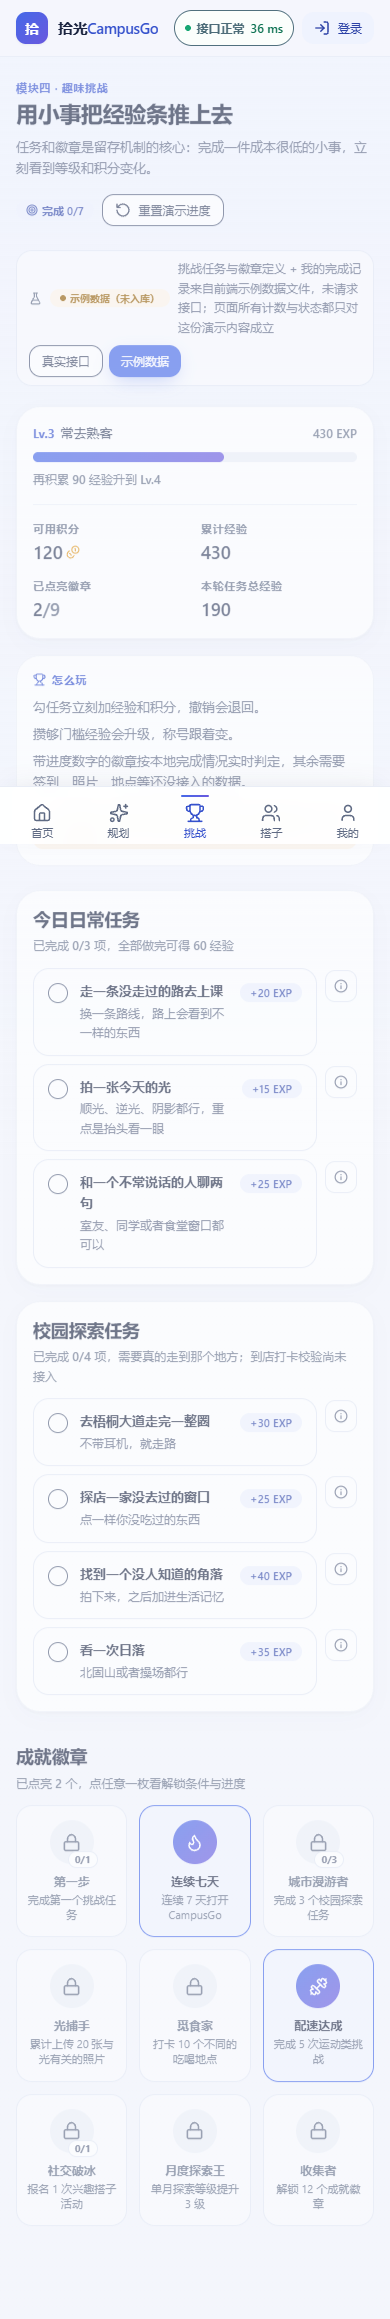 拾 拾光CampusGo 接口正常 36 ms 登录
模块四 · 趣味挑战
用小事把经验条推上去
任务和徽章是留存机制的核心：完成一件成本很低的小事，立
刻看到等级和积分变化。
完成 0/7 重置演示进度
示例数据（未入库）
挑战任务与徽章定义 + 我的完成记
录来自前端示例数据文件，未请求
接口；页面所有计数与状态都只对
这份演示内容成立
真实接口 示例数据
Lv.3 常去熟客 430 EXP
再积累 90 经验升到 Lv.4
可用积分 累计经验
120 430
已点亮徽章 本轮任务总经验
2/9 190
怎么玩
勾任务立刻加经验和积分，撤销会退回。
攒够门槛经验会升级，称号跟着变。
带进度数字的徽章按本地完成情况实时判定，其余需要
签到、照片、地点等还没接入的数据。
首页 规划 挑战 搭子 我的
今日日常任务
已完成 0/3 项，全部做完可得 60 经验
走一条没走过的路去上课 +20 EXP
换一条路线，路上会看到不
一样的东西
拍一张今天的光 +15 EXP
顺光、逆光、阴影都行，重
点是抬头看一眼
和一个不常说话的人聊两
句
+25 EXP
室友、同学或者食堂窗口都
可以
校园探索任务
已完成 0/4 项，需要真的走到那个地方；到店打卡校验尚未
接入
去梧桐大道走完一整圈 +30 EXP
不带耳机，就走路
探店一家没去过的窗口 +25 EXP
点一样你没吃过的东西
找到一个没人知道的角落 +40 EXP
拍下来，之后加进生活记忆
看一次日落 +35 EXP
北固山或者操场都行
成就徽章
已点亮 2 个，点任意一枚看解锁条件与进度
0/1
第一步
完成第一个挑战任
务
连续七天
连续 7 天打开
CampusGo
0/3
城市漫游者
完成 3 个校园探索
任务
光捕手
累计上传 20 张与
光有关的照片
觅食家
打卡 10 个不同的
吃喝地点
配速达成
完成 5 次运动类挑
战
0/1
社交破冰
报名 1 次兴趣搭子
活动
月度探索王
单月探索等级提升
3 级
收集者
解锁 12 个成就徽
章